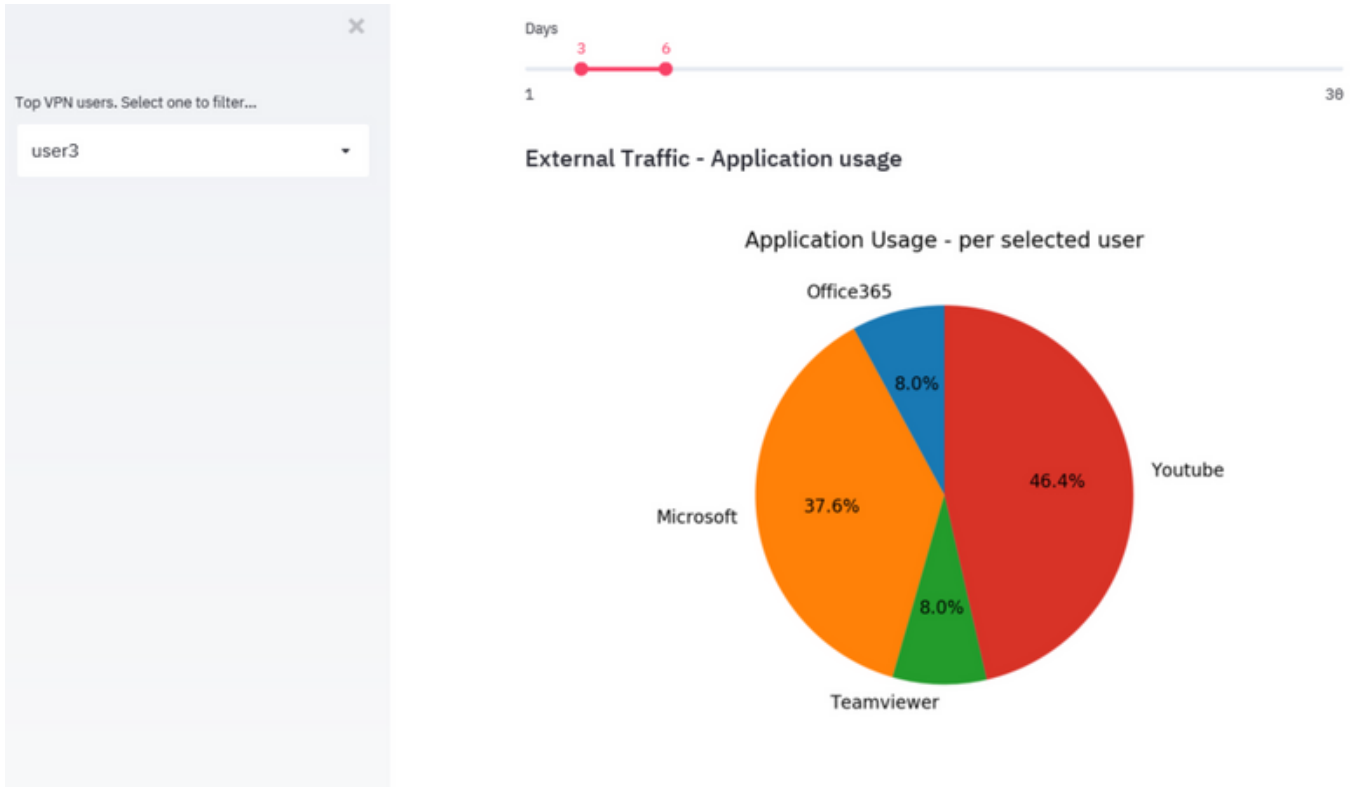 ×
Top VPN users. Select one to filter...
user3
Days
3 6
1 30
External Traffic - Application usage
Application Usage - per selected user
Office365
8.0%
Youtube
46.4%
37.6%
Microsoft
8.0%
Teamviewer